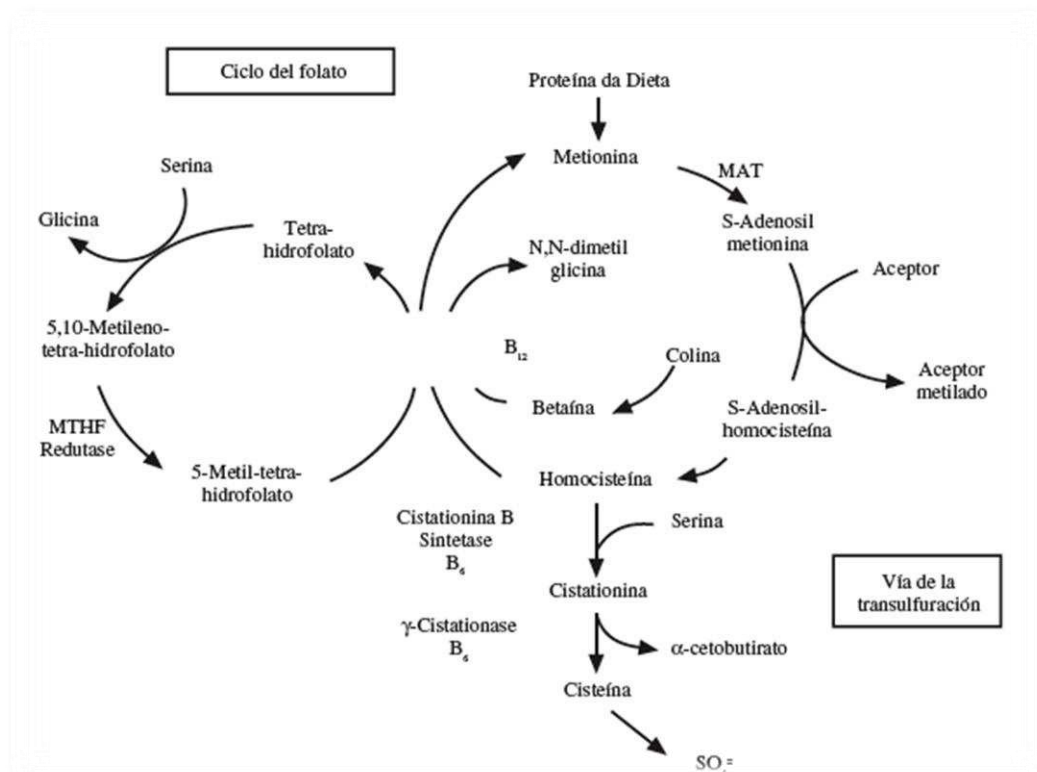 Ciclo del folato
Proteína da Dieta
Metionina
MAT
S-Adenosil
metionina
Aceptor
Aceptor
metilado
S-Adenosil-
homocisteína
Serina
Glicina
Tetra-
hidrofolato
5,10-Metileno-
tetra-hidrofolato
MTHF
Redutase
5-Metil-tetra-
hidrofolato
N,N-dimetil
glicina
B₁₂
Colina
Betaína
Homocisteína
Cistationina B
Sintetase
B₆
Serina
Cistationina
γ-Cistationase
B₆
α-cetobutirato
Cisteína
Vía de la
transulfuración